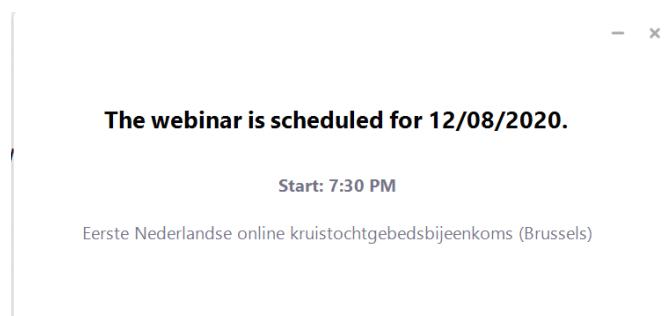 The webinar is scheduled for 12/08/2020.
Start: 7:30 PM
Eerste Nederlandse online kruistochtgebedsbijeenkoms (Brussels)